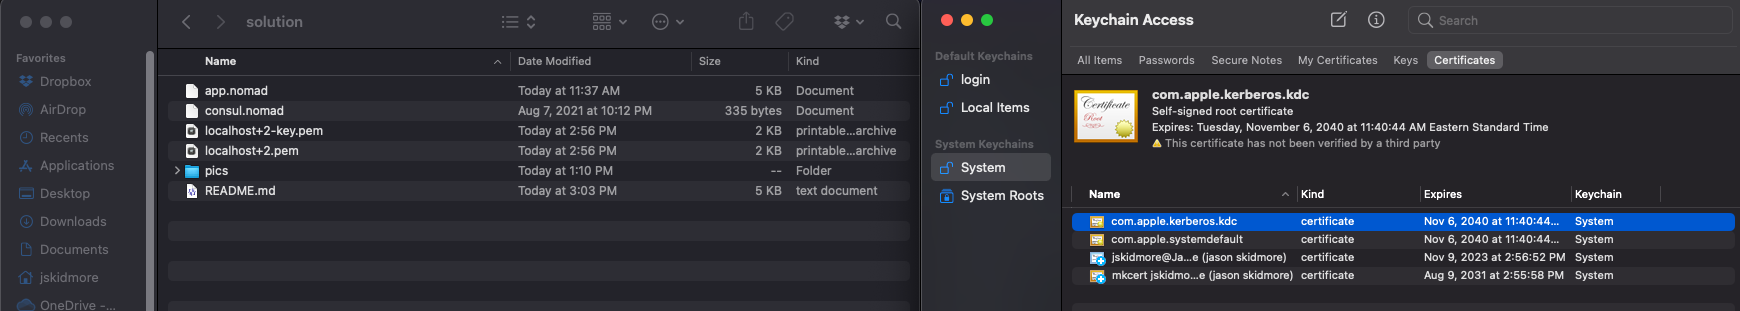 solution
Favorites
Dropbox
AirDrop
Recents
Applications
Desktop
Downloads
Documents
jskidmore
OneDrive -...
Name Date Modified Size Kind
app.nomad Today at 11:37 AM 5 KB Document
consul.nomad Aug 7, 2021 at 10:12 PM 335 bytes Document
localhost+2-key.pem Today at 2:56 PM 2 KB printable...archive
localhost+2.pem Today at 2:56 PM 2 KB printable...archive
pics Today at 1:10 PM -- Folder
README.md Today at 3:03 PM 5 KB text document
Default Keychains
login
Local Items
System Keychains
System
System Roots
Keychain Access
Search
All Items Passwords Secure Notes My Certificates Keys Certificates
Certificate
Root
com.apple.kerberos.kdc
Self-signed root certificate
Expires: Tuesday, November 6, 2040 at 11:40:44 AM Eastern Standard Time
This certificate has not been verified by a third party
Name Kind Expires Keychain
com.apple.kerberos.kdc certificate Nov 6, 2040 at 11:40:44... System
com.apple.systemdefault certificate Nov 6, 2040 at 11:40:44... System
jskidmore@Ja...e (jason skidmore) certificate Nov 9, 2023 at 2:56:52 PM System
mkcert jskidmo...e (jason skidmore) certificate Aug 9, 2031 at 2:55:58 PM System